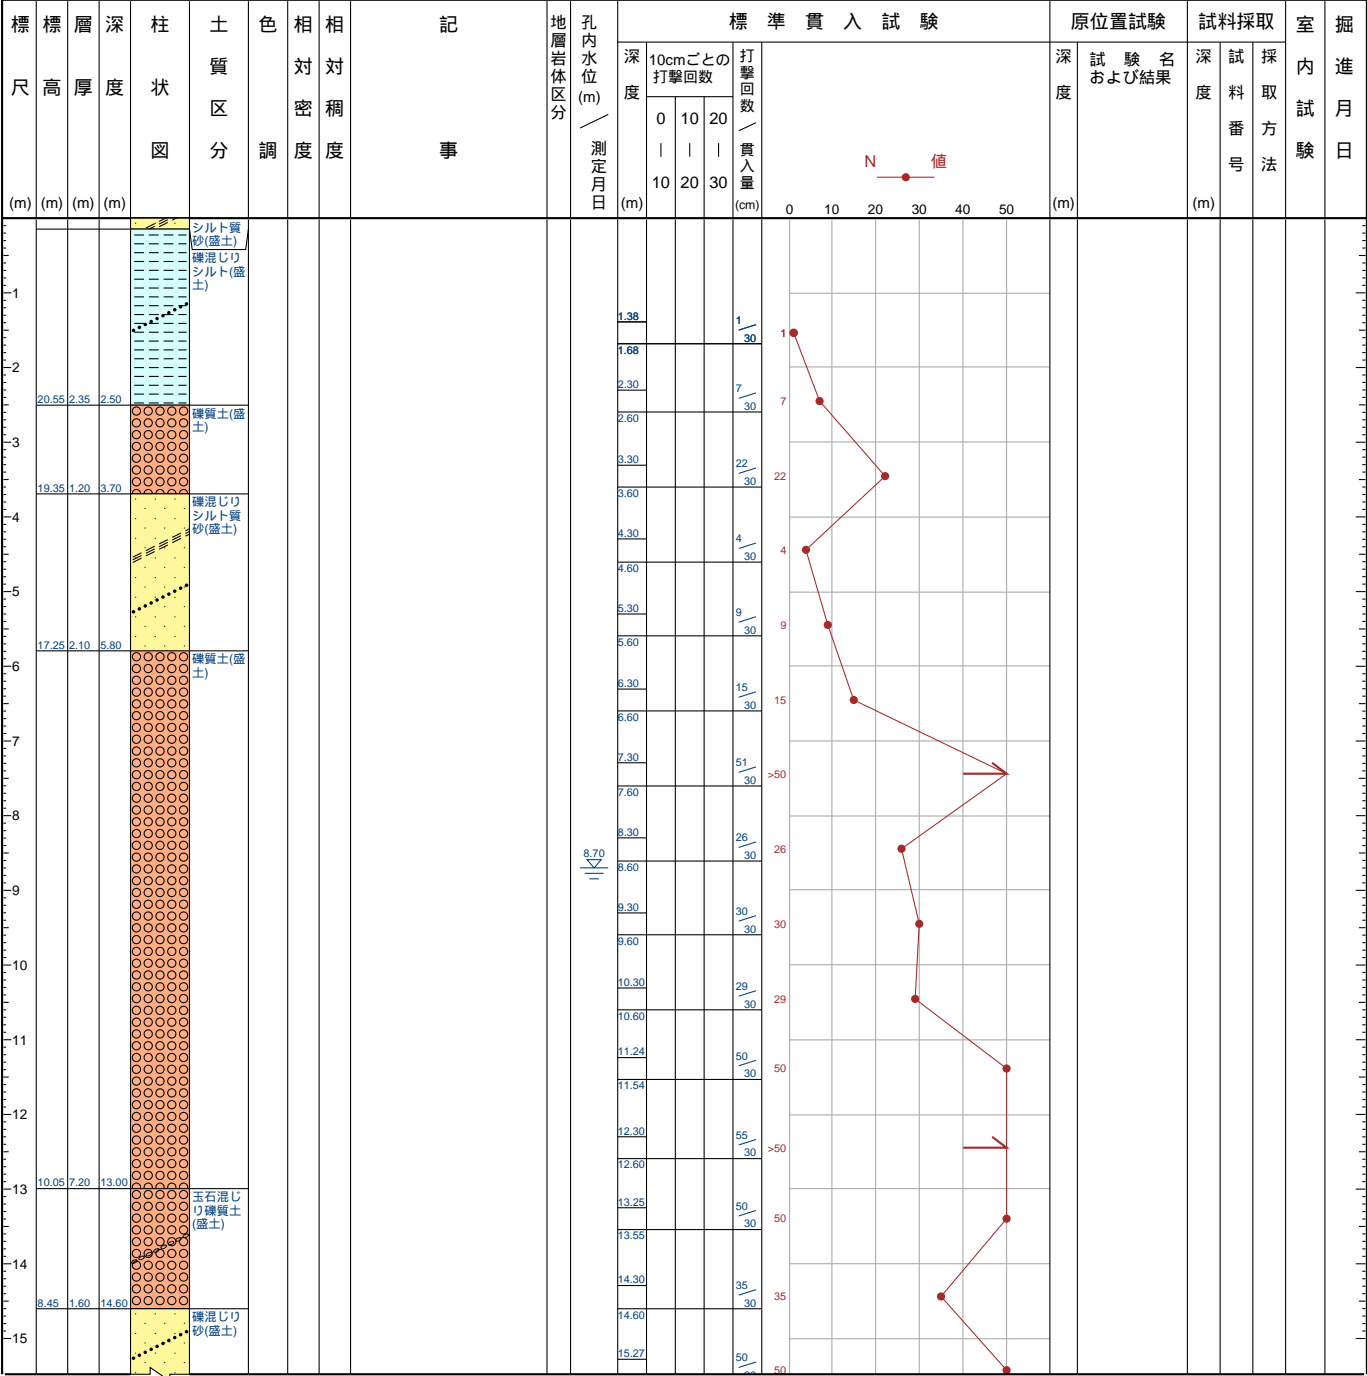 標尺
(m)
標高
(m)
層厚
(m)
深度
(m)
柱状図
土質区分
色調
相対密度
相対稠度
記事
地層岩体区分
孔内水位(m)／測定月日
標準貫入試験
深度
(m)
10cmごとの
打撃回数
0
|
10
10
|
20
20
|
30
打撃回数／貫入量
(cm)
N 値
0 10 20 30 40 50
原位置試験
深度
(m)
試験名
および結果
試料採取
深度
(m)
試料番号
採取方法
室内試験
掘進月日
シルト質
砂(盛土)
礫混じり
シルト(盛
土)
1
1.38
1
30
1
1.68
2
2.30
7
30
7
20.55 2.35 2.50
礫質土(盛
土)
2.60
3
3.30
22
30
22
19.35 1.20 3.70
3.60
礫混じり
シルト質
砂(盛土)
4
4.30
4
30
4
4.60
5
5.30
9
30
9
5.60
17.25 2.10 5.80
礫質土(盛
土)
6
6.30
15
30
15
6.60
7
7.30
51
30
>50
7.60
8
8.30
26
30
26
8.70
8.60
9
9.30
30
30
30
9.60
10
10.30
29
30
29
10.60
11
11.24
50
30
50
11.54
12
12.30
55
30
>50
12.60
10.05 7.20 13.00
13
玉石混じ
り礫質土
(盛土)
13.25
50
30
50
13.55
14
14.30
35
30
35
8.45 1.60 14.60
14.60
礫混じり
砂(盛土)
15
15.27
50
50